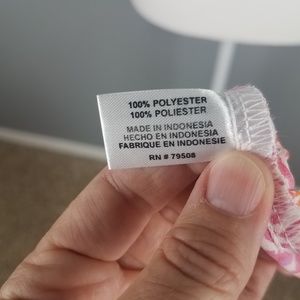 100% POLYESTER
100% POLIESTER
MADE IN INDONESIA
HECHO EN INDONESIA
FABRIQUE EN INDONESIE
RN # 79508